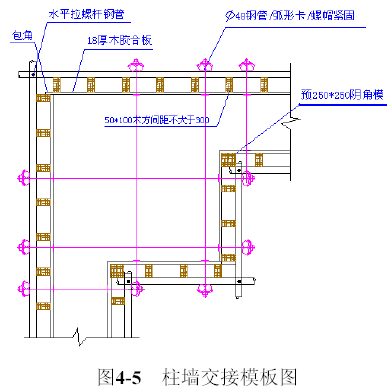 水平拉螺杆钢管
Ø48钢管/弧形卡/螺帽紧固
包角
18厚木胶合板
预250*250阴角模
50*100木方间距不大于300
图4-5 柱墙交接模板图